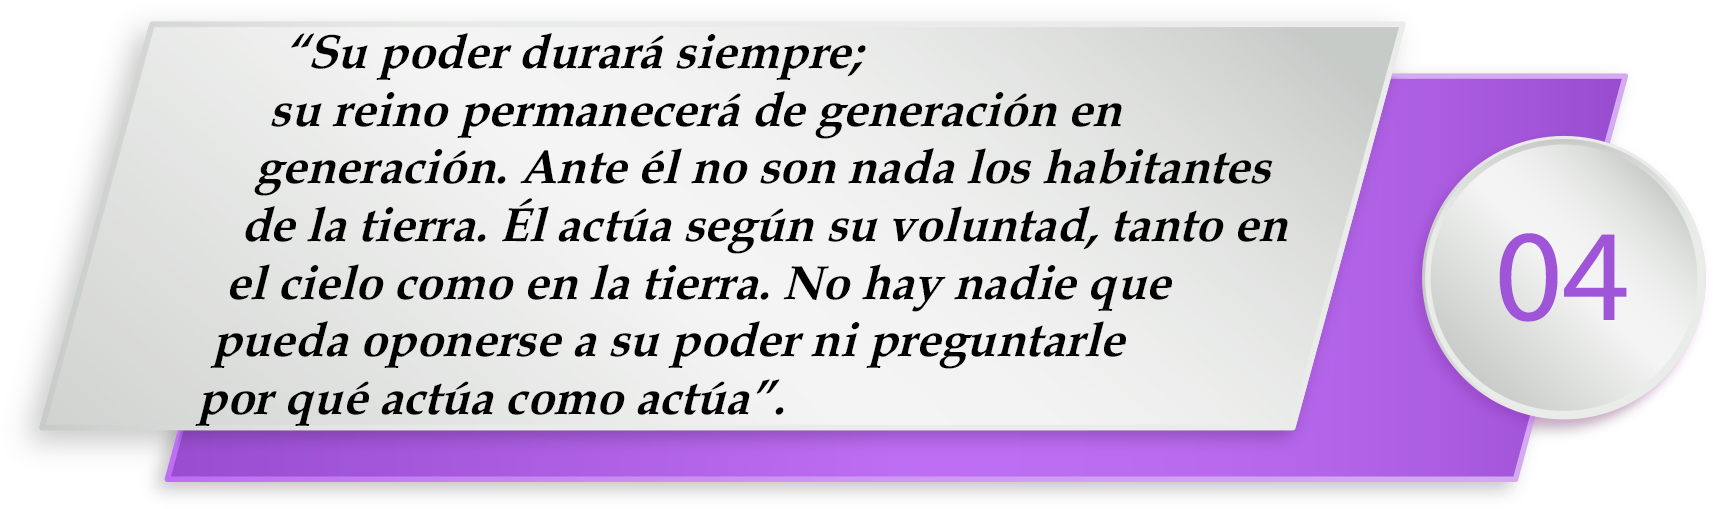 “Su poder durará siempre;
su reino permanecerá de generación en
generación. Ante él no son nada los habitantes
de la tierra. Él actúa según su voluntad, tanto en
el cielo como en la tierra. No hay nadie que
pueda oponerse a su poder ni preguntarle
por qué actúa como actúa”.
04